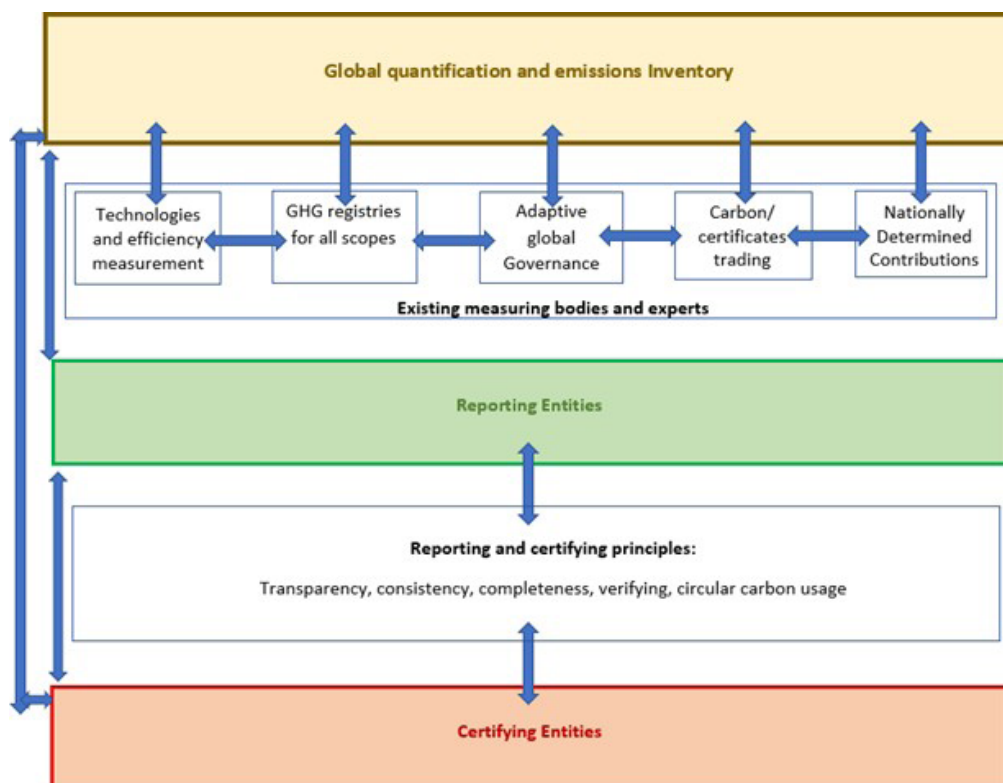 Global quantification and emissions Inventory
Technologies
and efficiency
measurement
GHG registries
for all scopes
Adaptive
global
Governance
Carbon/
certificates
trading
Nationally
Determined
Contributions
Existing measuring bodies and experts
Reporting Entities
Reporting and certifying principles:
Transparency, consistency, completeness, verifying, circular carbon usage
Certifying Entities